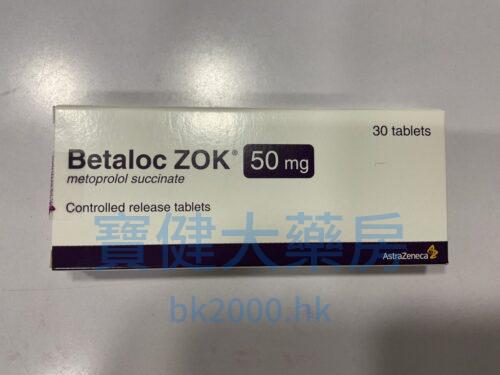 30 tablets
Betaloc ZOK® 50 mg
metoprolol succinate
Controlled release tablets
寶健大藥房
AstraZeneca
bk2000.hk